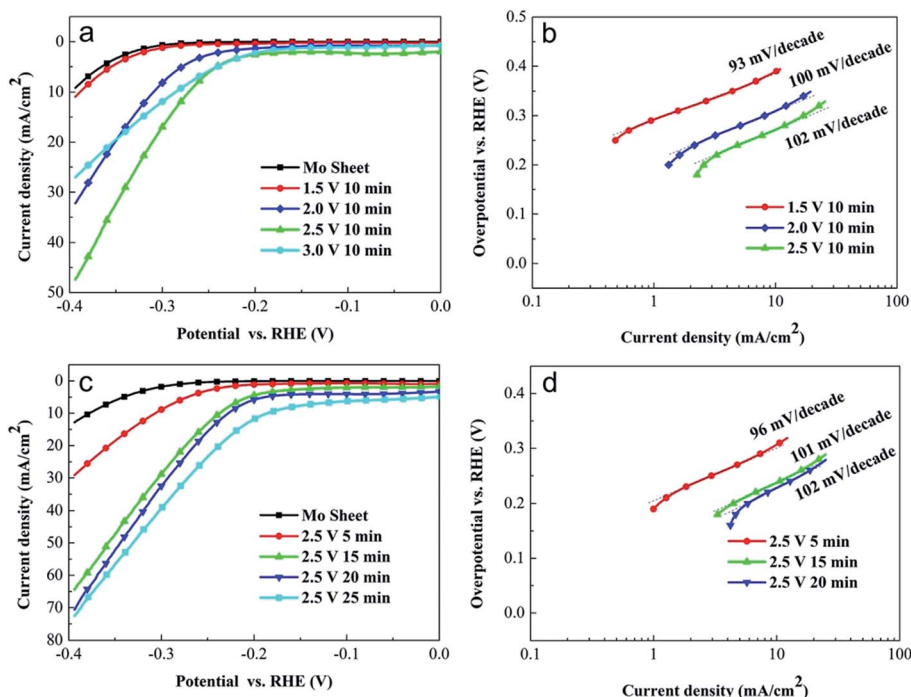 a
Current density (mA/cm²)
0
10
20
30
40
50
-0.4
-0.3
-0.2
-0.1
0.0
Potential vs. RHE (V)
Mo Sheet
1.5 V 10 min
2.0 V 10 min
2.5 V 10 min
3.0 V 10 min
b
Overpotential vs. RHE (V)
0.5
0.4
0.3
0.2
0.1
0.0
0.1
1
10
100
Current density (mA/cm²)
93 mV/decade
100 mV/decade
102 mV/decade
1.5 V 10 min
2.0 V 10 min
2.5 V 10 min
c
Current density (mA/cm²)
0
10
20
30
40
50
60
70
80
-0.4
-0.3
-0.2
-0.1
0.0
Potential vs. RHE (V)
Mo Sheet
2.5 V 5 min
2.5 V 15 min
2.5 V 20 min
2.5 V 25 min
d
Overpotential vs. RHE (V)
0.4
0.3
0.2
0.1
0.0
0.1
1
10
100
Current density (mA/cm²)
96 mV/decade
101 mV/decade
102 mV/decade
2.5 V 5 min
2.5 V 15 min
2.5 V 20 min